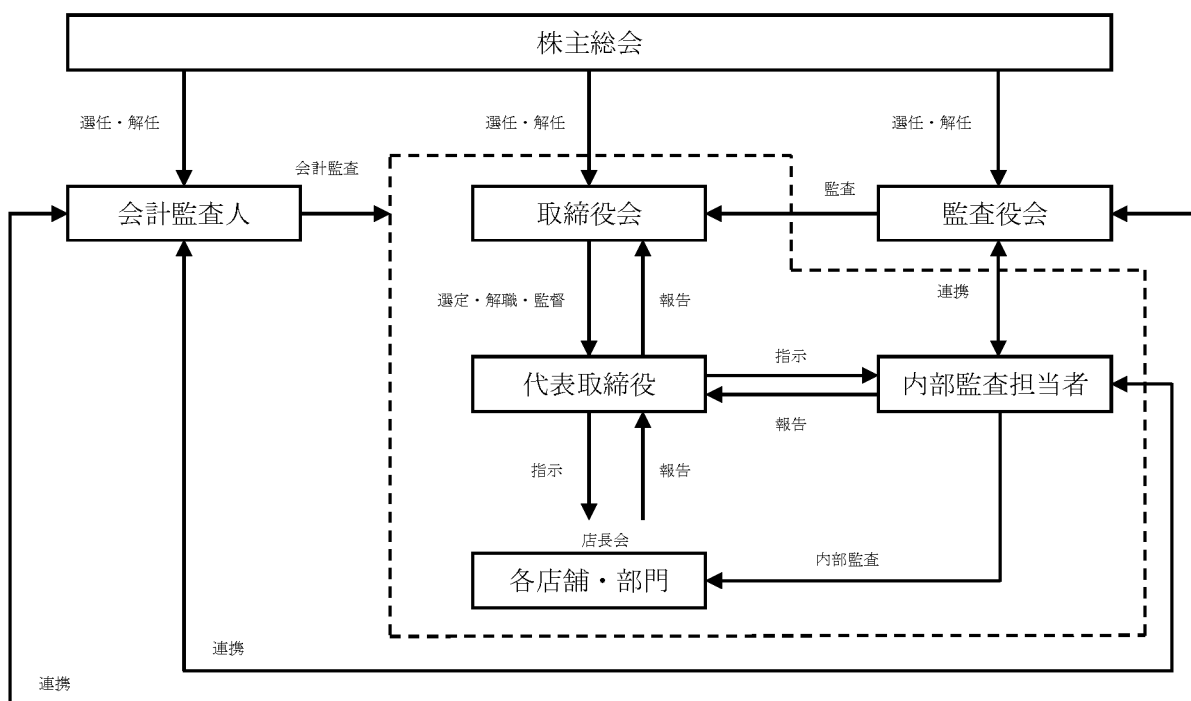 株主総会
選任・解任
選任・解任
選任・解任
会計監査
会計監査人
取締役会
監査
監査役会
選定・解職・監督
報告
連携
代表取締役
指示
報告
内部監査担当者
指示
報告
店長会
各店舗・部門
内部監査
連携
連携